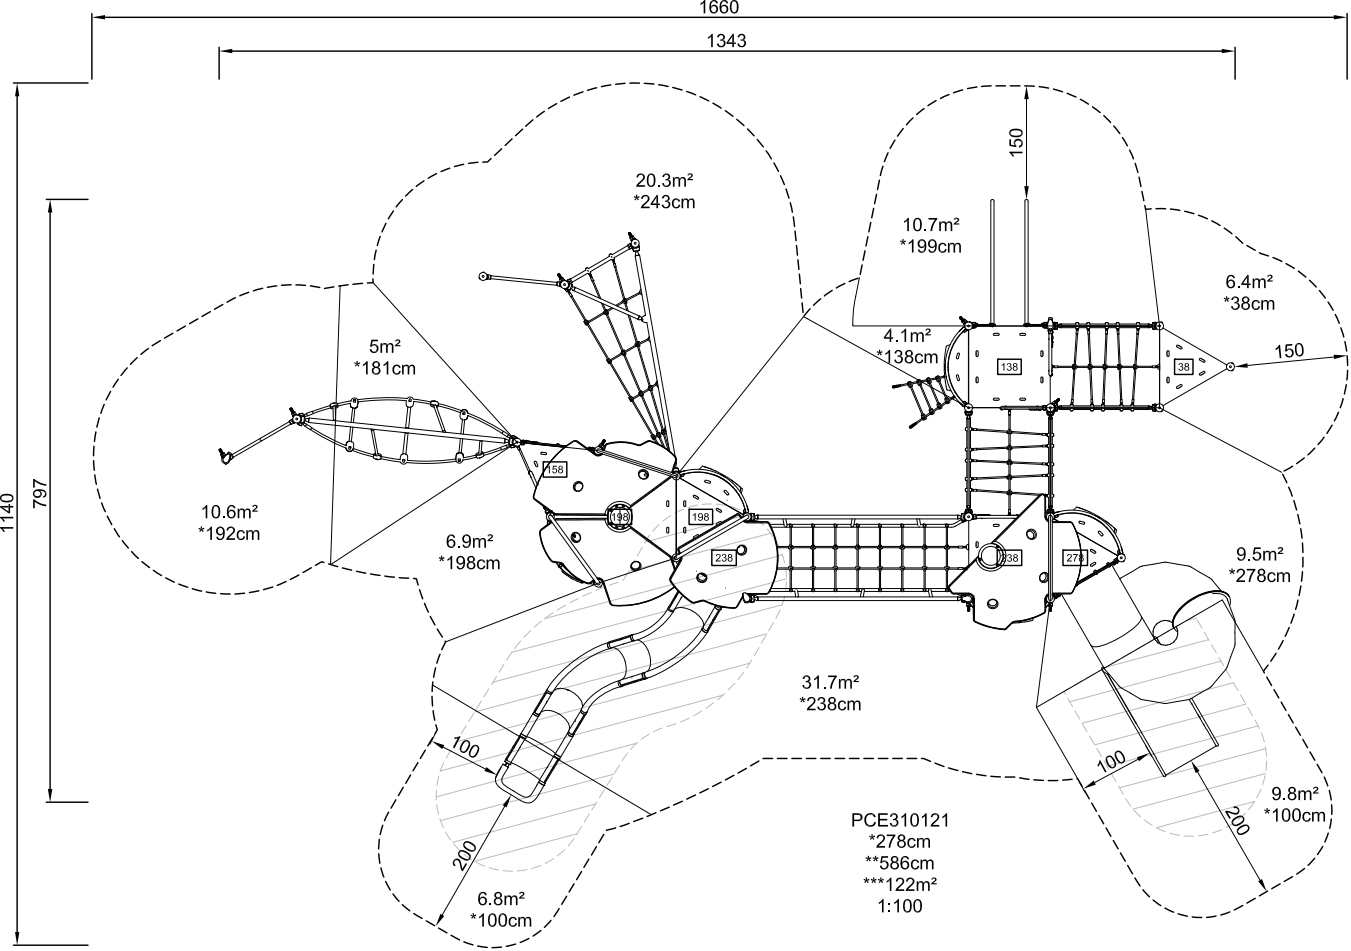 1660
1343
150
20.3m²
*243cm
10.7m²
*199cm
6.4m²
*38cm
5m²
*181cm
4.1m²
*138cm
150
138
38
158
198
198
238
278
797
1140
10.6m²
*192cm
6.9m²
*198cm
9.5m²
*278cm
31.7m²
*238cm
100
100
200
200
9.8m²
*100cm
6.8m²
*100cm
PCE310121
*278cm
**586cm
***122m²
1:100